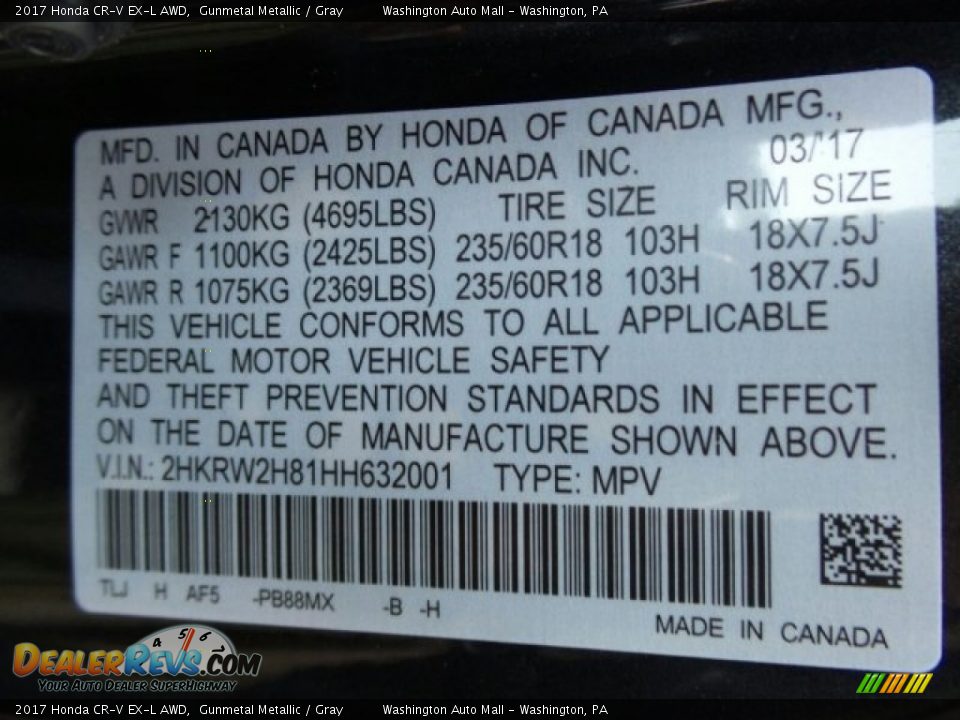 2017 Honda CR-V EX-L AWD, Gunmetal Metallic / Gray Washington Auto Mall - Washington, PA
MFD. IN CANADA BY HONDA OF CANADA MFG.,
A DIVISION OF HONDA CANADA INC. 03/'17
GVWR 2130KG (4695LBS) TIRE SIZE RIM SIZE
GAWR F 1100KG (2425LBS) 235/60R18 103H 18X7.5J
GAWR R 1075KG (2369LBS) 235/60R18 103H 18X7.5J
THIS VEHICLE CONFORMS TO ALL APPLICABLE
FEDERAL MOTOR VEHICLE SAFETY
AND THEFT PREVENTION STANDARDS IN EFFECT
ON THE DATE OF MANUFACTURE SHOWN ABOVE.
V.I.N.: 2HKRW2H81HH632001 TYPE: MPV
TLJ H AF5 -PB88MX -B -H
MADE IN CANADA
4 5 6
DEALERREVS.COM
YOUR AUTO DEALER SUPERHIGHWAY
2017 Honda CR-V EX-L AWD, Gunmetal Metallic / Gray Washington Auto Mall - Washington, PA